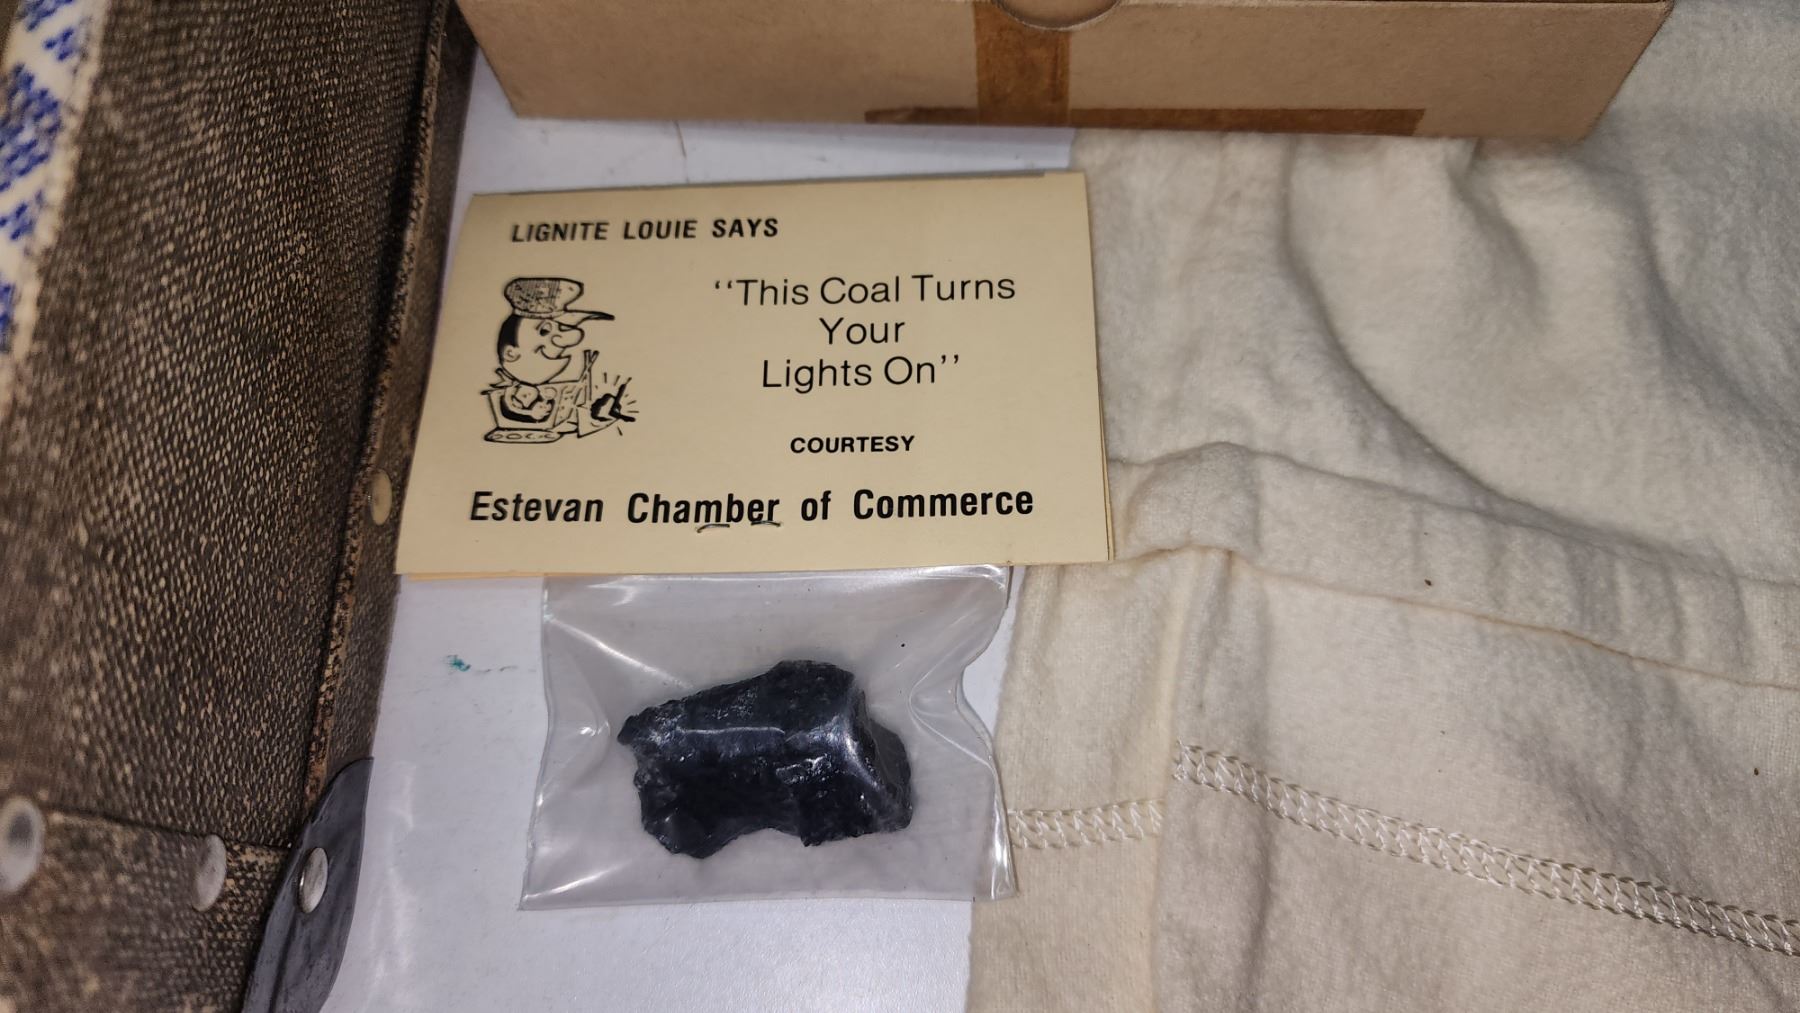 LIGNITE LOUIE SAYS
‘‘This Coal Turns
Your
Lights On’’
COURTESY
Estevan Chamber of Commerce